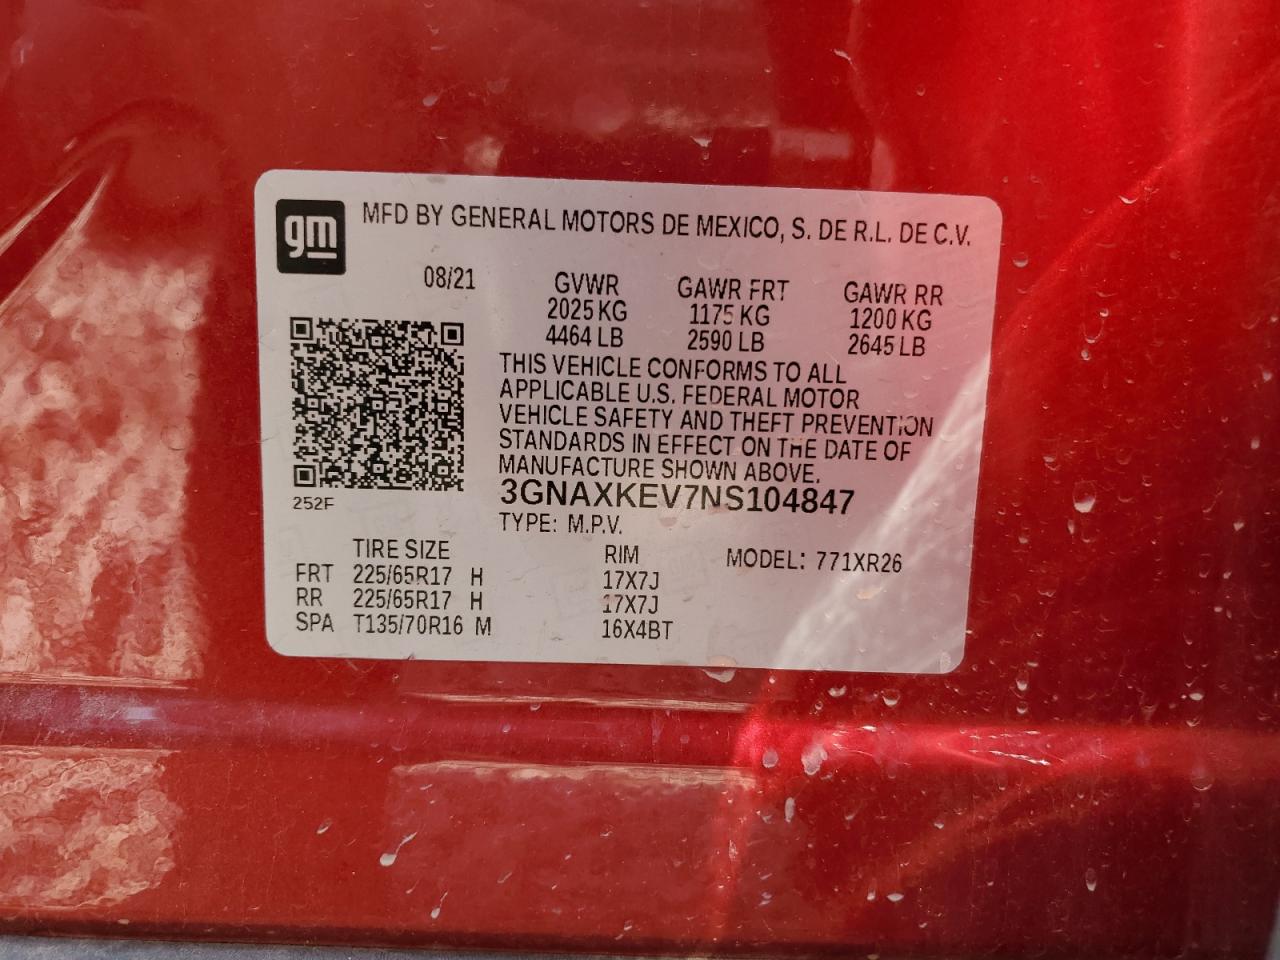 gm MFD BY GENERAL MOTORS DE MEXICO, S. DE R.L. DE C.V.
08/21 GVWR GAWR FRT GAWR RR
2025 KG 1175 KG 1200 KG
4464 LB 2590 LB 2645 LB
THIS VEHICLE CONFORMS TO ALL
APPLICABLE U.S. FEDERAL MOTOR
VEHICLE SAFETY AND THEFT PREVENTION
STANDARDS IN EFFECT ON THE DATE OF
MANUFACTURE SHOWN ABOVE.
252F 3GNAXKEV7NS104847
TYPE: M.P.V.
TIRE SIZE RIM MODEL: 771XR26
FRT 225/65R17 H 17X7J
RR 225/65R17 H 17X7J
SPA T135/70R16 M 16X4BT